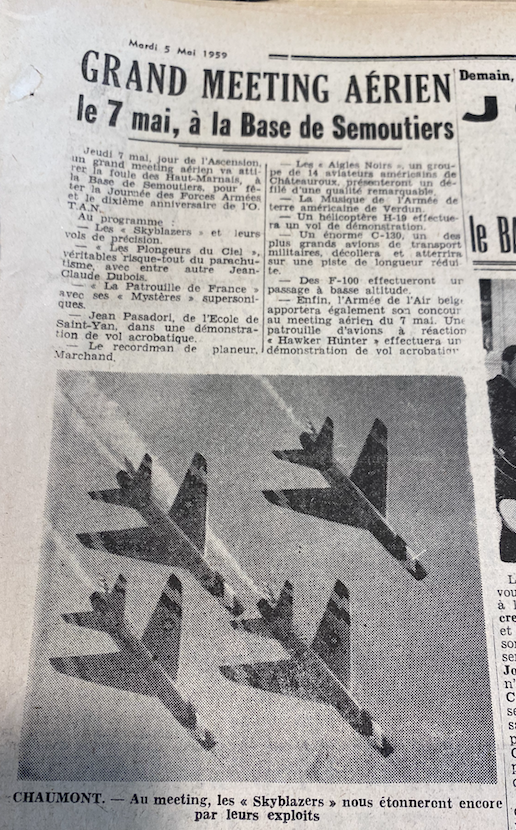 Mardi 5 Mai 1959
GRAND MEETING AÉRIEN
le 7 mai, à la Base de Semoutiers
Jeudi 7 mai, jour de l'Ascension,
un grand meeting aérien va atti-
rer la foule des Haut-Marnais, à
la Base de Semoutiers, pour fê-
ter la Journée des Forces Armées
et le dixième anniversaire de l'O.
T.A.N.
Au programme :
— Les « Skyblazers » et leurs
vols de précision.
— « Les Plongeurs du Ciel »,
véritables risque-tout du parachu-
tisme, avec entre autre Jean-
Claude Dubois.
— « La Patrouille de France »
avec ses « Mystères » supersoni-
ques.
— Jean Pasadori, de l'Ecole de
Saint-Yan, dans une démonstra-
tion de vol acrobatique.
— Le recordman de planeur,
Marchand.
— Les « Aigles Noirs », un grou-
pe de 14 aviateurs américains de
Châteauroux, présenteront un dé-
filé d'une qualité remarquable.
— La Musique de l'Armée de
terre américaine de Verdun.
— Un hélicoptère H-19 effectue-
ra un vol de démonstration.
— Un énorme C-130, un des
plus grands avions de transport
militaires, décollera et atterrira
sur une piste de longueur rédui-
te.
— Des F-100 effectueront un
passage à basse altitude.
— Enfin, l'Armée de l'Air belge
apportera également son concours
au meeting aérien du 7 mai. Une
patrouille d'avions à réaction
« Hawker Hunter » effectuera un
démonstration de vol acrobatiq
CHAUMONT. — Au meeting, les « Skyblazers » nous étonneront encore
par leurs exploits
Demain,
J
le B